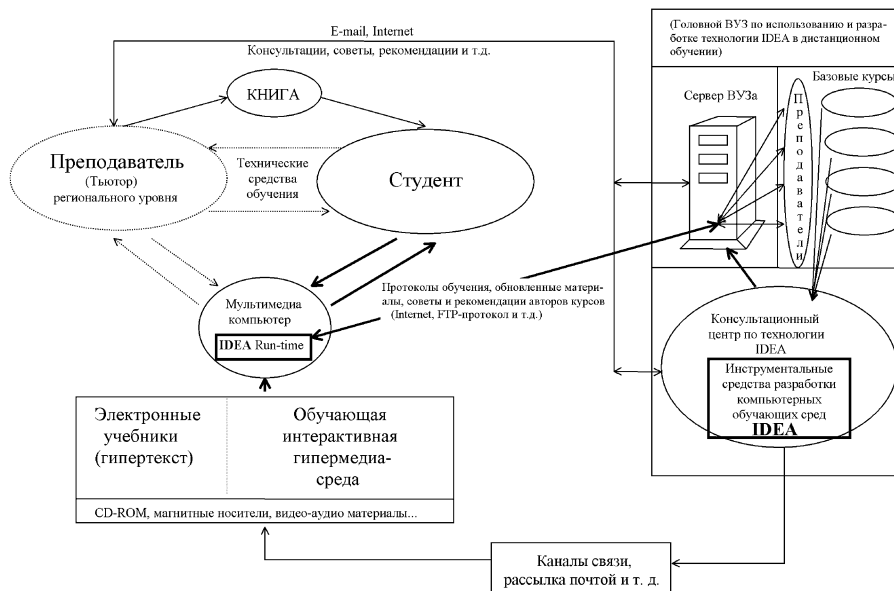 E-mail, Internet
Консультации, советы, рекомендации и т.д.
КНИГА
Преподаватель
(Тьютор)
регионального уровня
Технические
средства
обучения
Студент
Мультимедиа
компьютер
IDEA Run-time
Протоколы обучения, обновленные матери-
алы, советы и рекомендации авторов курсов
(Internet, FTP-протокол и т.д.)
Электронные
учебники
(гипертекст)
Обучающая
интерактивная
гипермедиа-
среда
CD-ROM, магнитные носители, видео-аудио материалы...
Каналы связи,
рассылка почтой и т. д.
(Головной ВУЗ по использованию и разра-
ботке технологии IDEA в дистанционном
обучении)
Сервер ВУЗа
Преподаватели
Базовые курсы
Консультационный
центр по технологии
IDEA
Инструментальные
средства разработки
компьютерных
обучающих сред
IDEA